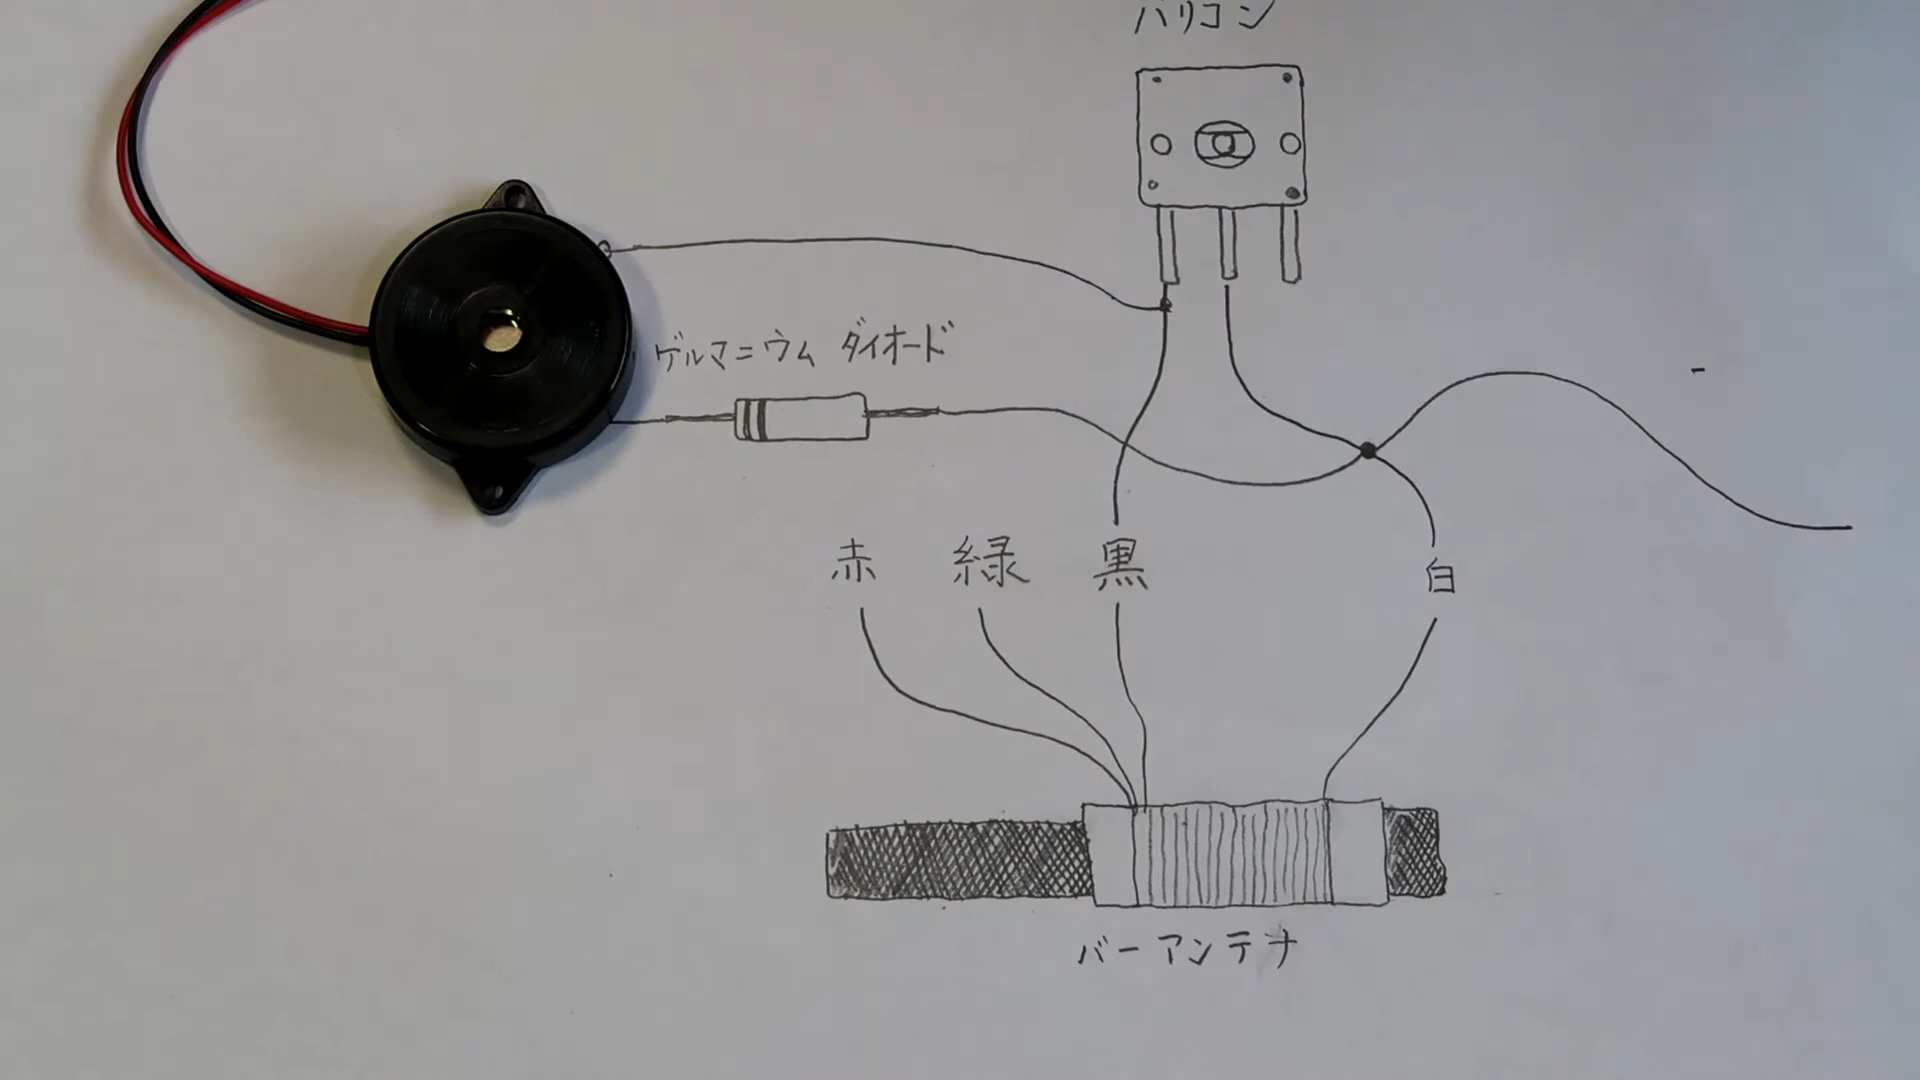 バリコン
ゲルマニウム ダイオード
赤 緑 黒 白
バーアンテナ